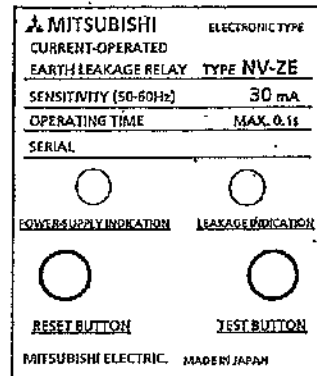 MITSUBISHI ELECTRONIC TYPE
CURRENT-OPERATED
EARTH LEAKAGE RELAY TYPE NV-ZE
SENSITIVITY (50-60Hz) 30 mA
OPERATING TIME MAX. 0.1s
SERIAL
POWER-SUPPLY INDICATION LEAKAGE INDICATION
RESET BUTTON TEST BUTTON
MITSUBISHI ELECTRIC. MADE IN JAPAN